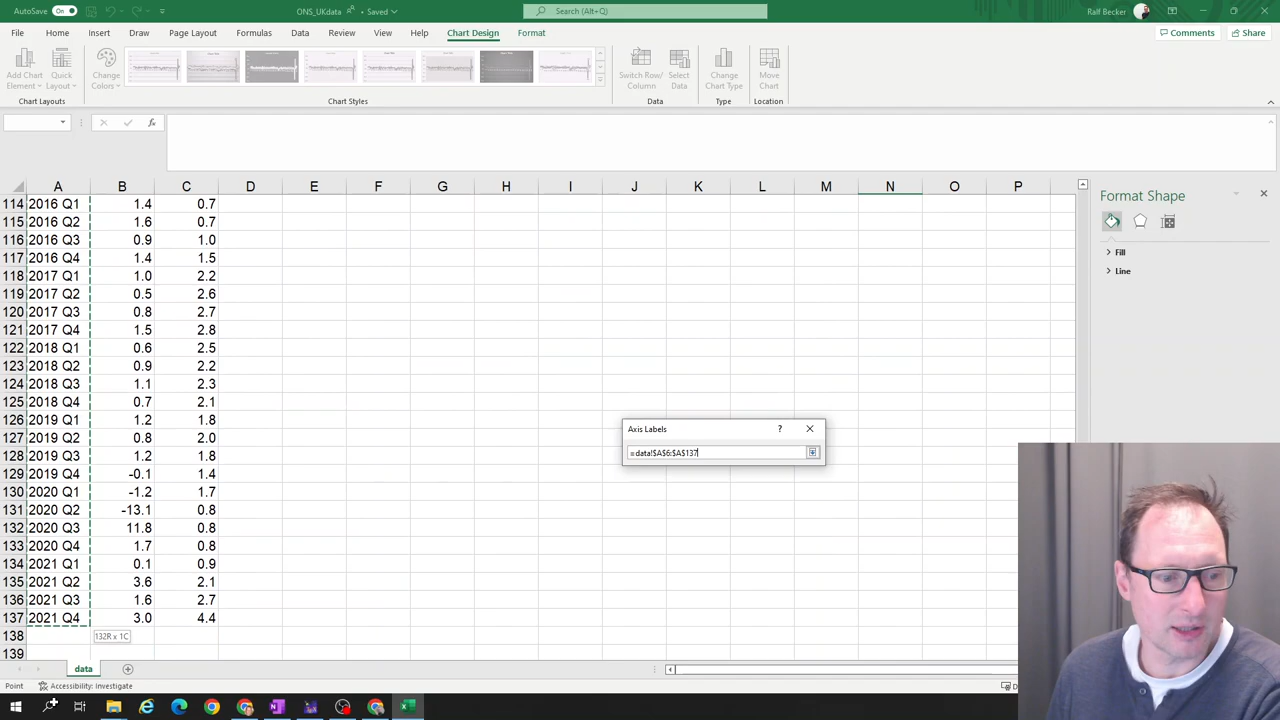 AutoSave On ONS_UKdata • Saved Search (Alt+Q) Ralf Becker
File Home Insert Draw Page Layout Formulas Data Review View Help Chart Design Format Comments Share
Add Chart Element Quick Layout Change Colors Switch Row/ Column Select Data Change Chart Type Move Chart
Chart Layouts Chart Styles Data Type Location
fx
A B C D E F G H I J K L M N O P
114 2016 Q1 1.4 0.7
115 2016 Q2 1.6 0.7
116 2016 Q3 0.9 1.0
117 2016 Q4 1.4 1.5
118 2017 Q1 1.0 2.2
119 2017 Q2 0.5 2.6
120 2017 Q3 0.8 2.7
121 2017 Q4 1.5 2.8
122 2018 Q1 0.6 2.5
123 2018 Q2 0.9 2.2
124 2018 Q3 1.1 2.3
125 2018 Q4 0.7 2.1
126 2019 Q1 1.2 1.8
127 2019 Q2 0.8 2.0
128 2019 Q3 1.2 1.8
129 2019 Q4 -0.1 1.4
130 2020 Q1 -1.2 1.7
131 2020 Q2 -13.1 0.8
132 2020 Q3 11.8 0.8
133 2020 Q4 1.7 0.8
134 2021 Q1 0.1 0.9
135 2021 Q2 3.6 2.1
136 2021 Q3 1.6 2.7
137 2021 Q4 3.0 4.4
138 132R x 1C
139
Axis Labels ?
=data!$A$6:$A$137
Format Shape
Fill
Line
data
Point Accessibility: Investigate